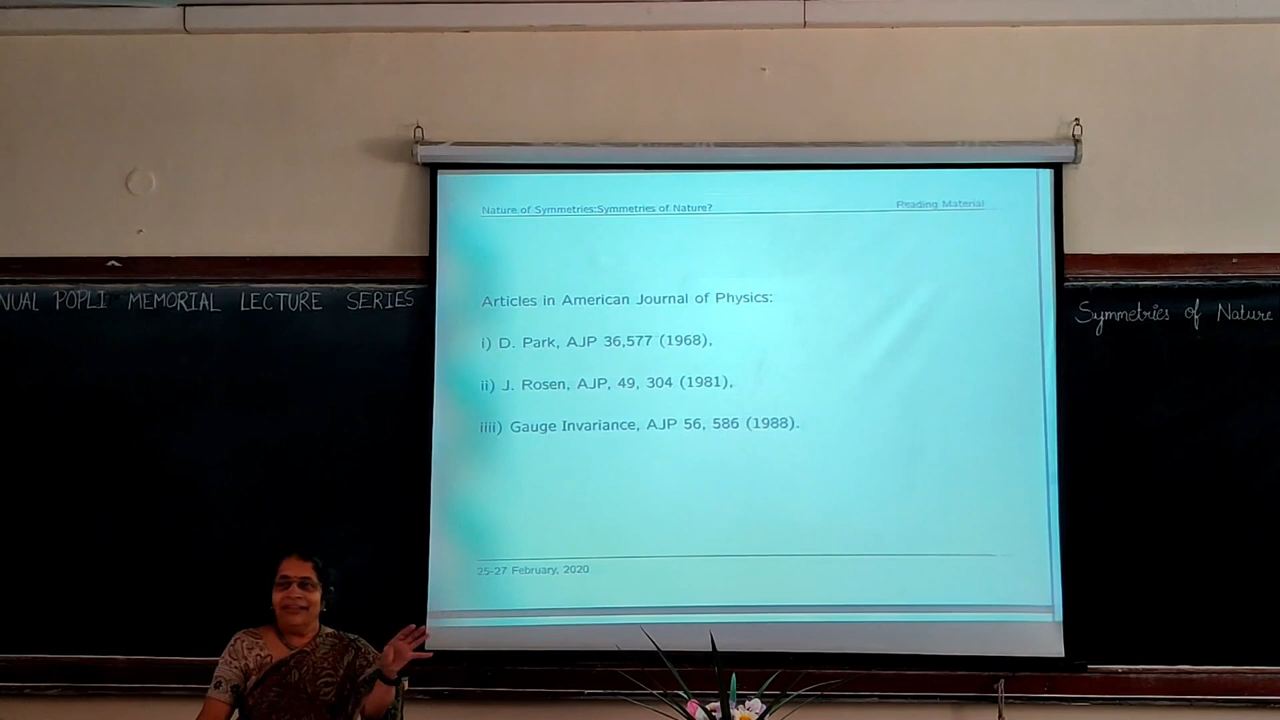 NUAL POPLI MEMORIAL LECTURE SERIES
Symmetries of Nature
Nature of Symmetries:Symmetries of Nature? Reading Material
Articles in American Journal of Physics:
i) D. Park, AJP 36,577 (1968),
ii) J. Rosen, AJP, 49, 304 (1981),
iiii) Gauge Invariance, AJP 56, 586 (1988).
25-27 February, 2020